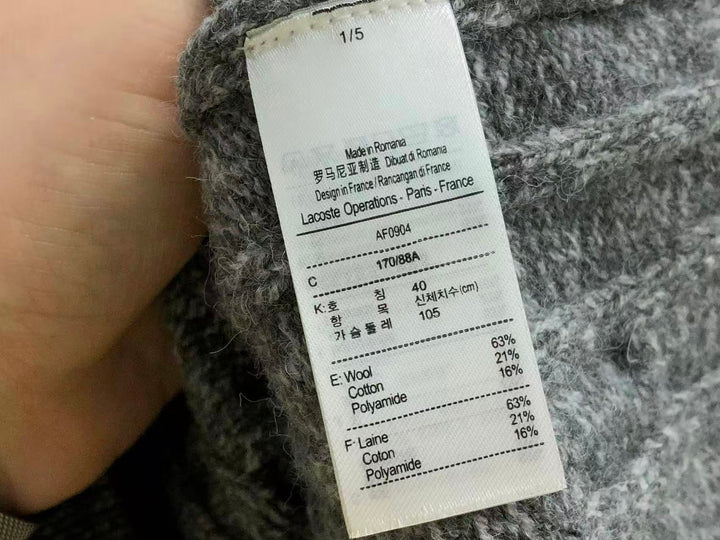 1/5
Made in Romania
罗马尼亚制造 Dibuat di Romania
Design in France / Rancangan di France
Lacoste Operations - Paris - France
AF0904
C 170/88A
K: 호 칭 40
항 목 신체치수(cm)
가 슴 둘 레 105
E: Wool 63%
Cotton 21%
Polyamide 16%
F: Laine 63%
Coton 21%
Polyamide 16%